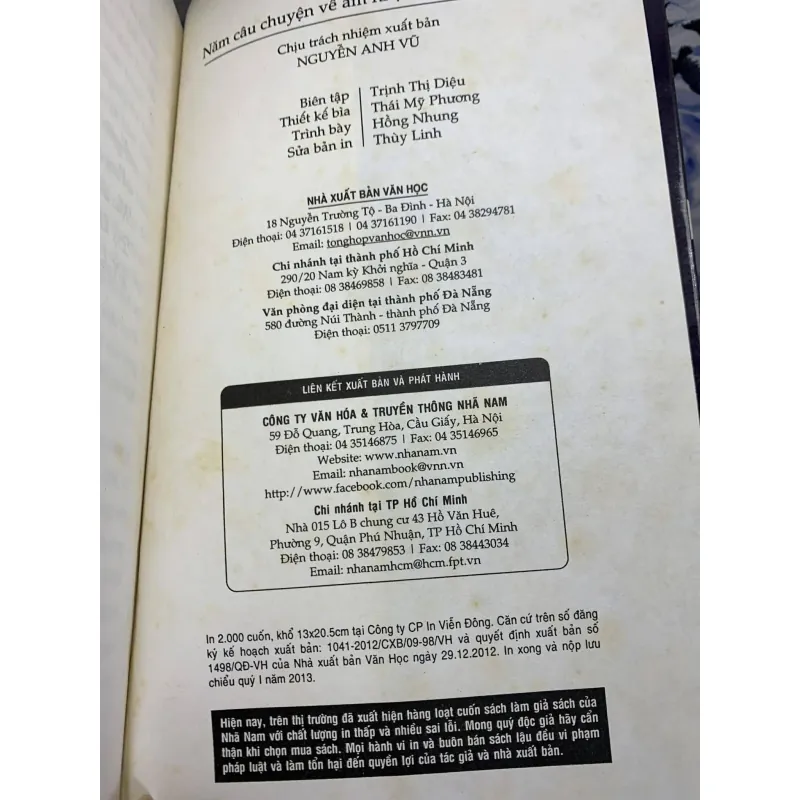 Năm câu chuyện về âm
Chịu trách nhiệm xuất bản
NGUYỄN ANH VŨ
Biên tập Trịnh Thị Diệu
Thiết kế bìa Thái Mỹ Phương
Trình bày Hồng Nhung
Sửa bản in Thùy Linh
NHÀ XUẤT BẢN VĂN HỌC
18 Nguyễn Trường Tộ - Ba Đình - Hà Nội
Điện thoại: 04 37161518 | 04 37161190 | Fax: 04 38294781
Email: tonghopvanhoc@vnn.vn
Chi nhánh tại thành phố Hồ Chí Minh
290/20 Nam kỳ Khởi nghĩa - Quận 3
Điện thoại: 08 38469858 | Fax: 08 38483481
Văn phòng đại diện tại thành phố Đà Nẵng
580 đường Núi Thành - thành phố Đà Nẵng
Điện thoại: 0511 3797709
LIÊN KẾT XUẤT BẢN VÀ PHÁT HÀNH
CÔNG TY VĂN HÓA & TRUYỀN THÔNG NHÃ NAM
59 Đỗ Quang, Trung Hòa, Cầu Giấy, Hà Nội
Điện thoại: 04 35146875 | Fax: 04 35146965
Website: www.nhanam.vn
Email: nhanambook@vnn.vn
http://www.facebook.com/nhanampublishing
Chi nhánh tại TP Hồ Chí Minh
Nhà 015 Lô B chung cư 43 Hồ Văn Huê,
Phường 9, Quận Phú Nhuận, TP Hồ Chí Minh
Điện thoại: 08 38479853 | Fax: 08 38443034
Email: nhanamhcm@hcm.fpt.vn
In 2.000 cuốn, khổ 13x20.5cm tại Công ty CP In Viễn Đông. Căn cứ trên số đăng
ký kế hoạch xuất bản: 1041-2012/CXB/09-98/VH và quyết định xuất bản số
1498/QĐ-VH của Nhà xuất bản Văn Học ngày 29.12.2012. In xong và nộp lưu
chiểu quý I năm 2013.
Hiện nay, trên thị trường đã xuất hiện hàng loạt cuốn sách làm giả sách của
Nhã Nam với chất lượng in thấp và nhiều sai lỗi. Mong quý độc giả hãy cẩn
thận khi chọn mua sách. Mọi hành vi in và buôn bán sách lậu đều vi phạm
pháp luật và làm tổn hại đến quyền lợi của tác giả và nhà xuất bản.